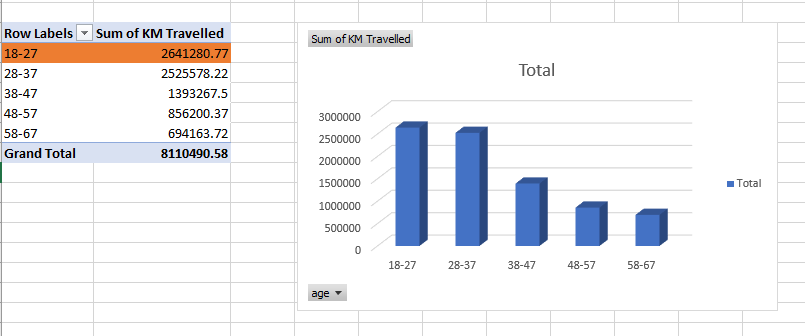 Row Labels Sum of KM Travelled
18-27 2641280.77
28-37 2525578.22
38-47 1393267.5
48-57 856200.37
58-67 694163.72
Grand Total 8110490.58
Sum of KM Travelled
Total
3000000
2500000
2000000
1500000
1000000
500000
0
18-27 28-37 38-47 48-57 58-67
Total
age